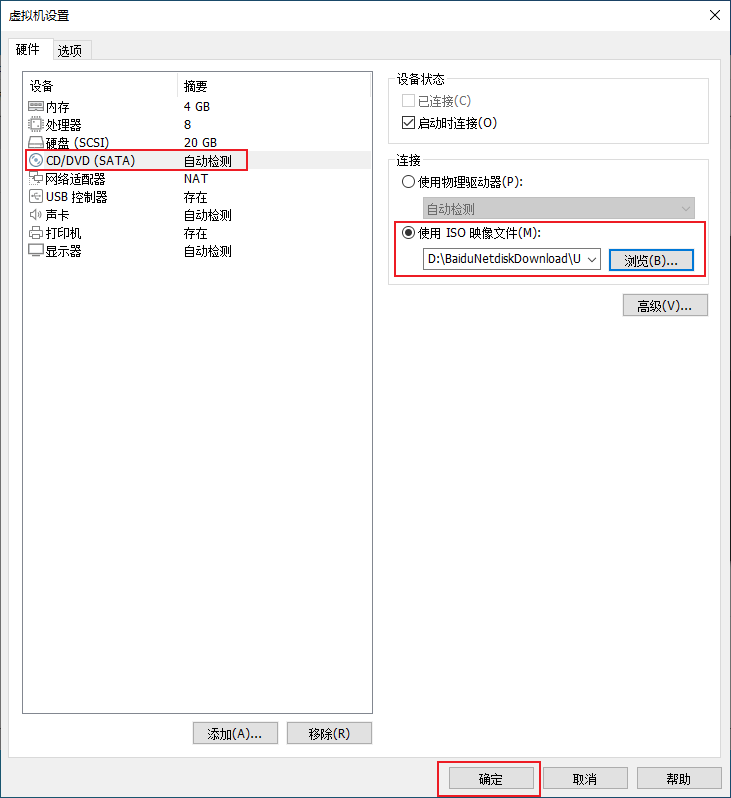 虚拟机设置
硬件 选项
设备 摘要
内存 4 GB
处理器 8
硬盘 (SCSI) 20 GB
CD/DVD (SATA) 自动检测
网络适配器 NAT
USB 控制器 存在
声卡 自动检测
打印机 存在
显示器 自动检测
添加(A)... 移除(R)
设备状态
已连接(C)
启动时连接(O)
连接
使用物理驱动器(P):
自动检测
使用 ISO 映像文件(M):
D:\BaiduNetdiskDownload\U 浏览(B)...
高级(V)...
确定 取消 帮助